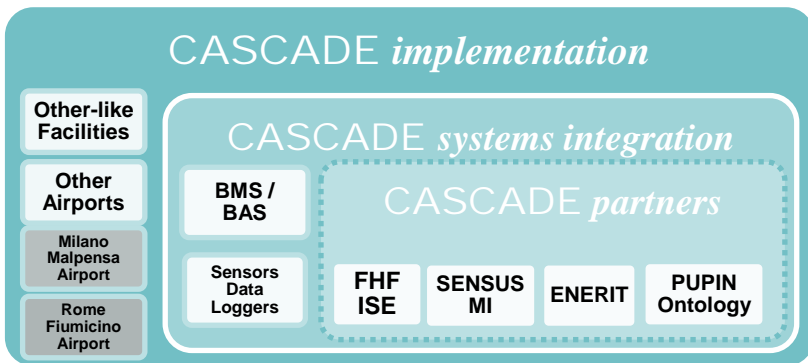 CASCADE implementation
Other-like
Facilities
Other
Airports
Milano
Malpensa
Airport
Rome
Fiumicino
Airport
CASCADE systems integration
BMS /
BAS
Sensors
Data
Loggers
CASCADE partners
FHF
ISE
SENSUS
MI
ENERIT
PUPIN
Ontology